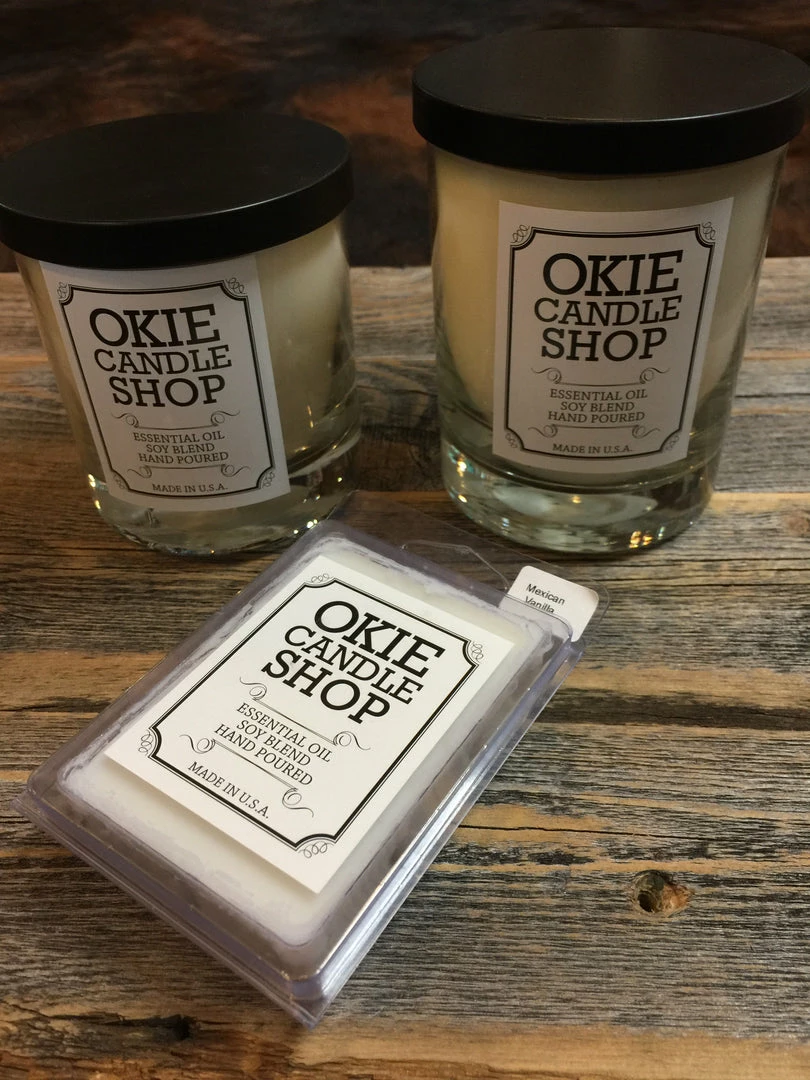 OKIE
CANDLE
SHOP
ESSENTIAL OIL
SOY BLEND
HAND POURED
MADE IN U.S.A.
OKIE
CANDLE
SHOP
ESSENTIAL OIL
SOY BLEND
HAND POURED
MADE IN U.S.A.
Mexican
Vanilla
OKIE
CANDLE
SHOP
ESSENTIAL OIL
SOY BLEND
HAND POURED
MADE IN U.S.A.